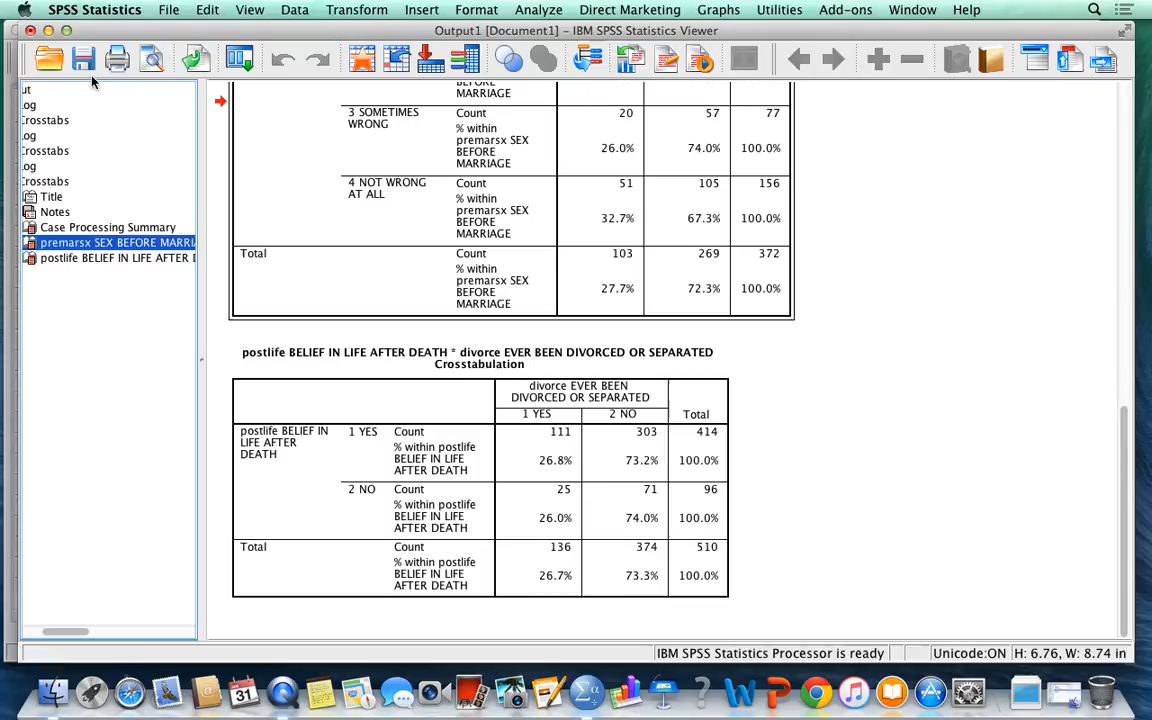 SPSS Statistics File Edit View Data Transform Insert Format Analyze Direct Marketing Graphs Utilities Add-ons Window Help
Output1 [Document1] - IBM SPSS Statistics Viewer
ut
og
Crosstabs
og
Crosstabs
og
Crosstabs
Title
Notes
Case Processing Summary
premarsx SEX BEFORE MARRIA
postlife BELIEF IN LIFE AFTER D
BEFORE
MARRIAGE
3 SOMETIMES Count 20 57 77
WRONG
% within
premarsx SEX
BEFORE
MARRIAGE
26.0% 74.0% 100.0%
4 NOT WRONG Count 51 105 156
AT ALL
% within
premarsx SEX
BEFORE
MARRIAGE
32.7% 67.3% 100.0%
Total Count 103 269 372
% within
premarsx SEX
BEFORE
MARRIAGE
27.7% 72.3% 100.0%
postlife BELIEF IN LIFE AFTER DEATH * divorce EVER BEEN DIVORCED OR SEPARATED
Crosstabulation
divorce EVER BEEN
DIVORCED OR SEPARATED
1 YES 2 NO Total
postlife BELIEF IN
LIFE AFTER
DEATH
1 YES Count 111 303 414
% within postlife
BELIEF IN LIFE
AFTER DEATH
26.8% 73.2% 100.0%
2 NO Count 25 71 96
% within postlife
BELIEF IN LIFE
AFTER DEATH
26.0% 74.0% 100.0%
Total Count 136 374 510
% within postlife
BELIEF IN LIFE
AFTER DEATH
26.7% 73.3% 100.0%
IBM SPSS Statistics Processor is ready Unicode:ON H: 6.76, W: 8.74 in
31